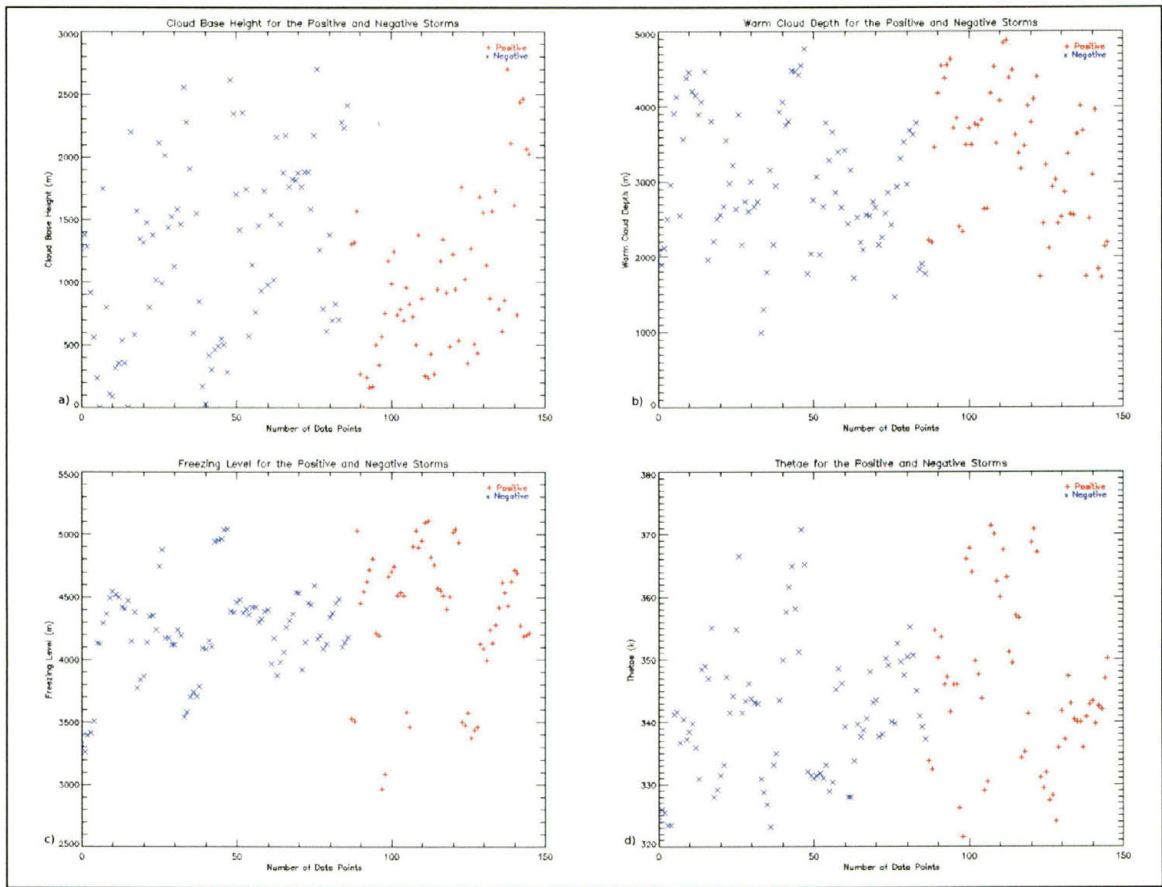 Cloud Base Height for the Positive and Negative Storms
3000
2500
2000
1500
1000
500
0
Cloud Base Height (m)
+ Positive
× Negative
a)
0
50
100
150
Number of Data Points
Warm Cloud Depth for the Positive and Negative Storms
5000
4000
3000
2000
1000
0
Warm Cloud Depth (m)
+ Positive
× Negative
b)
0
50
100
150
Number of Data Points
Freezing Level for the Positive and Negative Storms
5500
5000
4500
4000
3500
3000
2500
Freezing Level (m)
+ Positive
× Negative
c)
0
50
100
150
Number of Data Points
Thetae for the Positive and Negative Storms
380
370
360
350
340
330
320
Thetae (k)
+ Positive
× Negative
d)
0
50
100
150
Number of Data Points